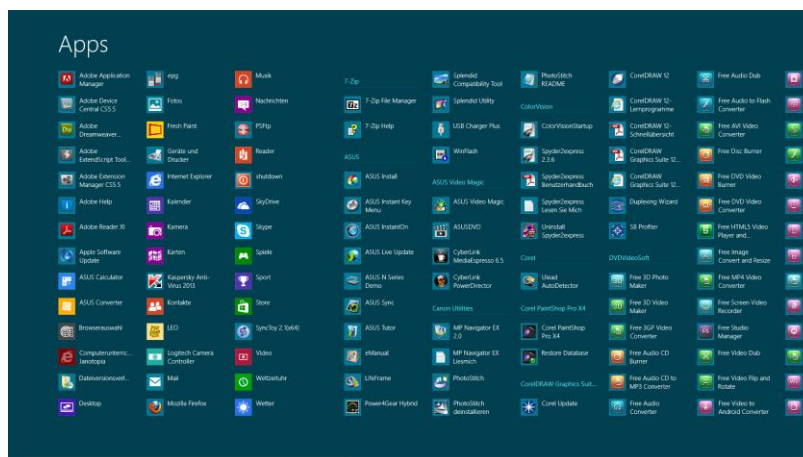 Apps
Adobe Application
Manager
Adobe Device
Central CS5.5
Adobe
Dreamweaver...
Adobe
ExtendScript Tool...
Adobe Extension
Manager CS5.5
Adobe Help
Adobe Reader XI
Apple Software
Update
ASUS Calculator
ASUS Converter
Browserauswahl
Computerunterric...
Janotopia
Dateiversionsverl...
Desktop
epg
Fotos
Fresh Paint
Geräte und
Drucker
Internet Explorer
Kalender
Kamera
Karten
Kaspersky Anti-
Virus 2013
Kontakte
LEO
Logitech Camera
Controller
Mail
Mozilla Firefox
Musik
Nachrichten
PSFtp
Reader
shutdown
SkyDrive
Skype
Spiele
Sport
Store
SyncToy 2.1(x64)
Video
Weltzeituhr
Wetter
7-Zip
7-Zip File Manager
7-Zip Help
ASUS
ASUS Install
ASUS Instant Key
Menu
ASUS InstantOn
ASUS Live Update
ASUS N Series
Demo
ASUS Sync
ASUS Tutor
eManual
LifeFrame
Power4Gear Hybrid
Splendid
Compatibility Tool
Splendid Utility
USB Charger Plus
WinFlash
ASUS Video Magic
ASUS Video Magic
ASUSDVD
CyberLink
MediaEspresso 6.5
CyberLink
PowerDirector
Canon Utilities
MP Navigator EX
2.0
MP Navigator EX
Liesmich
PhotoStitch
PhotoStitch
deinstallieren
PhotoStitch
README
ColorVision
ColorVisionStartup
Spyder2express
2.3.6
Spyder2express
Benutzerhandbuch
Spyder2express
Lesen Sie Mich
Uninstall
Spyder2express
Corel
Ulead
AutoDetector
Corel PaintShop Pro X4
Corel PaintShop
Pro X4
Restore Database
CorelDRAW Graphics Suit...
Corel Update
CorelDRAW 12
CorelDRAW 12-
Lernprogramme
CorelDRAW 12-
Schnellübersicht
CorelDRAW
Graphics Suite 12...
CorelDRAW
Graphics Suite 12...
Duplexing Wizard
SB Profiler
DVDVideoSoft
Free 3D Photo
Maker
Free 3D Video
Maker
Free 3GP Video
Converter
Free Audio CD
Burner
Free Audio CD to
MP3 Converter
Free Audio
Converter
Free Audio Dub
Free Audio to Flash
Converter
Free AVI Video
Converter
Free Disc Burner
Free DVD Video
Burner
Free DVD Video
Converter
Free HTML5 Video
Player and...
Free Image
Convert and Resize
Free MP4 Video
Converter
Free Screen Video
Recorder
Free Studio
Manager
Free Video Dub
Free Video Flip and
Rotate
Free Video to
Android Converter